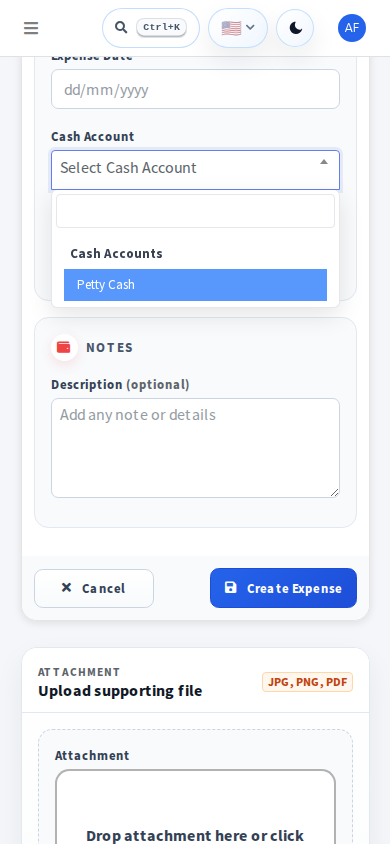 Ctrl+K
AF
Expense Date
dd/mm/yyyy
Cash Account
Select Cash Account
Cash Accounts
Petty Cash
NOTES
Description (optional)
Add any note or details
Cancel
Create Expense
ATTACHMENT
Upload supporting file
JPG, PNG, PDF
Attachment
Drop attachment here or click